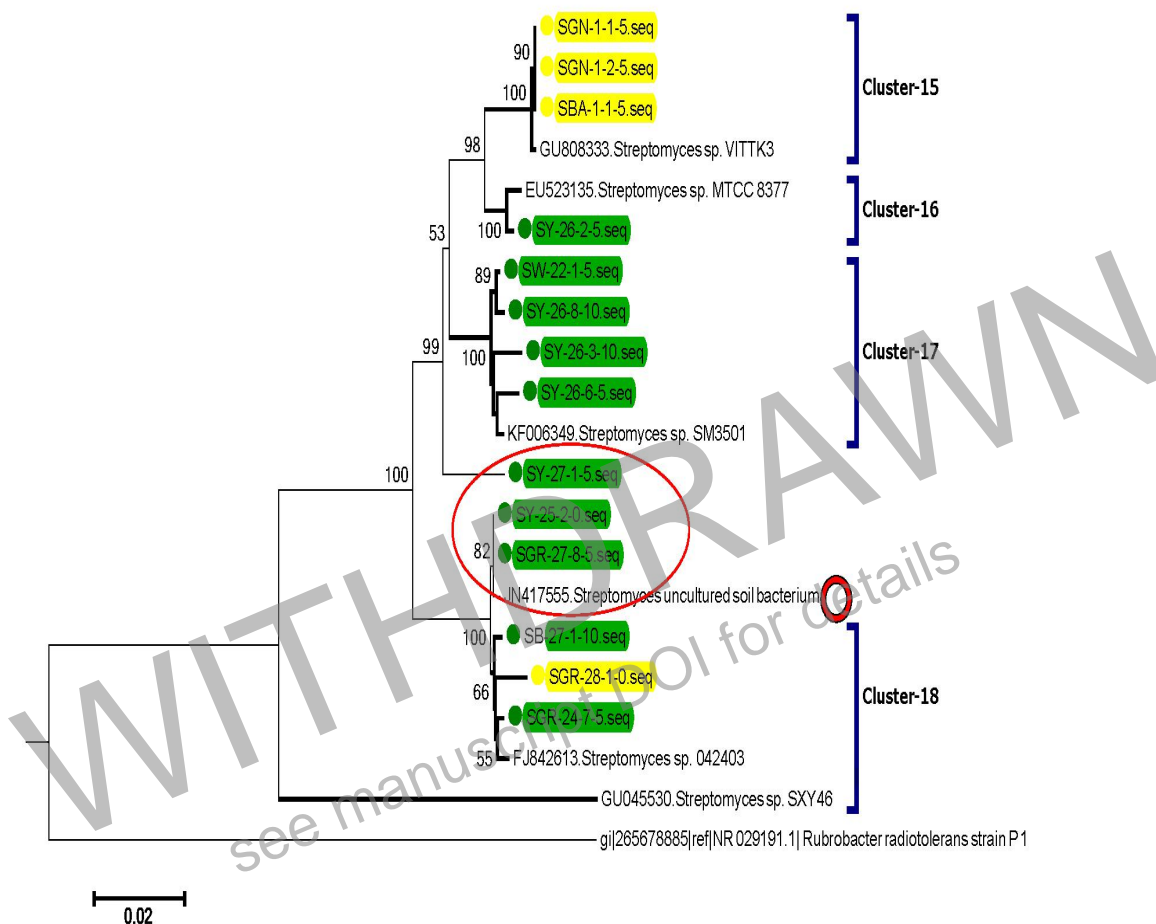 SGN-1-1-5.seq
90
SGN-1-2-5.seq
Cluster-15
100
SBA-1-1-5.seq
98
GU808333.Streptomyces sp. VITTK3
EU523135.Streptomyces sp. MTCC 8377
Cluster-16
53
100
SY-26-2-5.seq
89
SW-22-1-5.seq
SY-26-8-10.seq
99
100
SY-26-3-10.seq
Cluster-17
SY-26-6-5.seq
KF006349.Streptomyces sp. SM3501
100
SY-27-1-5.seq
SY-25-2-0.seq
82
SGR-27-8-5.seq
JN417555.Streptomyces uncultured soil bacterium
100
SB-27-1-10.seq
SGR-28-1-0.seq
66
Cluster-18
SGR-24-7-5.seq
55
FJ842613.Streptomyces sp. 042403
GU045530.Streptomyces sp. SXY46
gi|265678885|ref|NR 029191.1| Rubrobacter radiotolerans strain P1
0.02
WITHDRAWN
see manuscript DOI for details